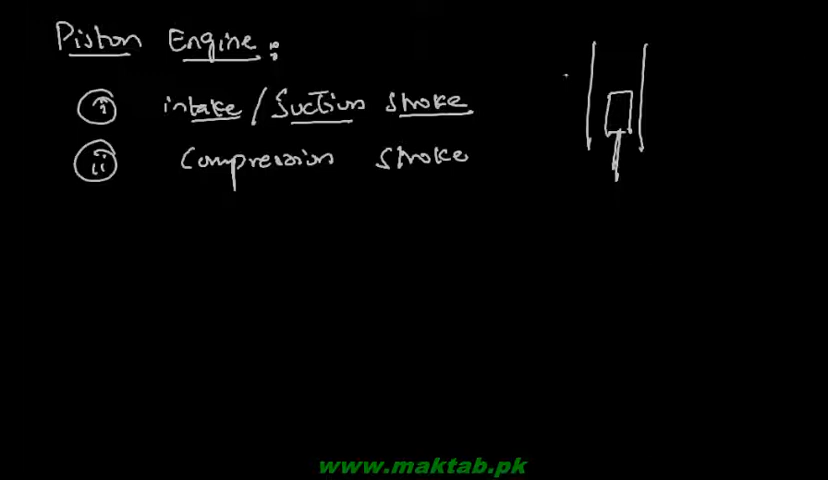 Piston Engine :
i intake / Suction stroke
ii Compression stroke
www.maktab.pk